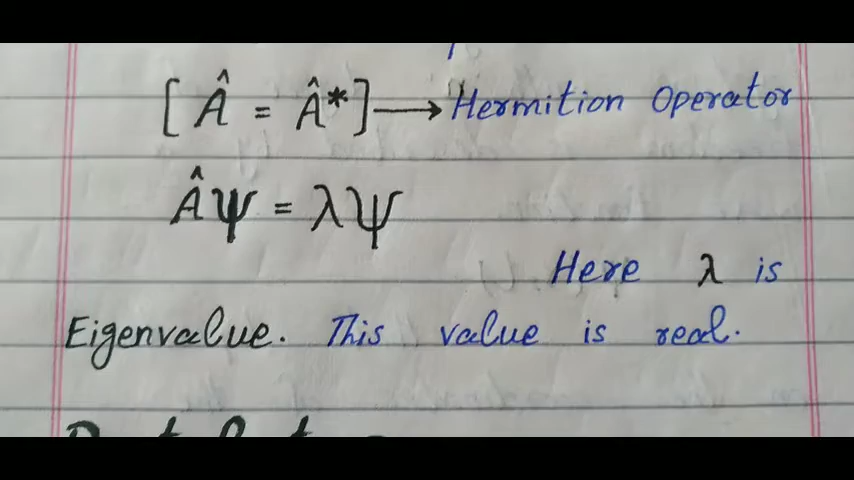 [Â = Â*] → Hermition Operator
Âψ = λψ
Here λ is
Eigenvalue. This value is real.